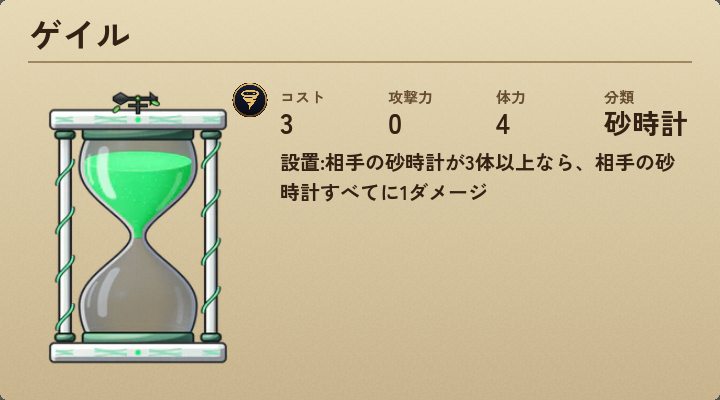 ゲイル
コスト 攻撃力 体力 分類
3 0 4 砂時計
設置:相手の砂時計が3体以上なら、相手の砂
時計すべてに1ダメージ